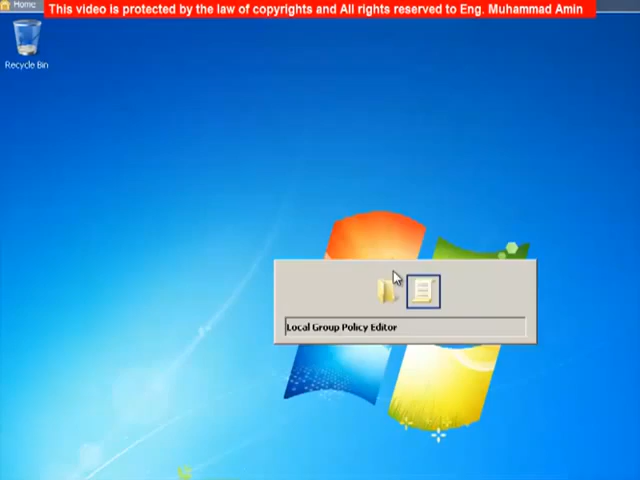 Home
This video is protected by the law of copyrights and All rights reserved to Eng. Muhammad Amin
Recycle Bin
Local Group Policy Editor